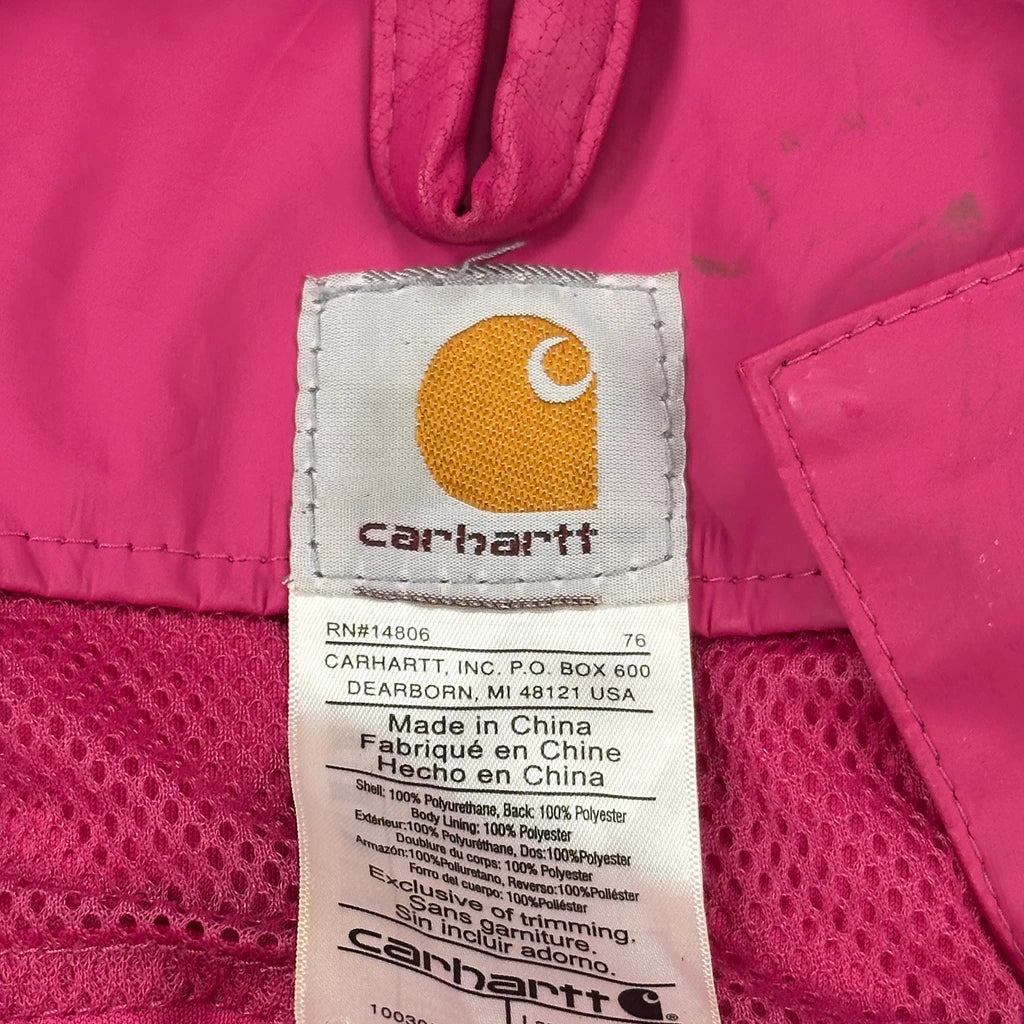 carhartt
RN#14806 76
CARHARTT, INC. P.O. BOX 600
DEARBORN, MI 48121 USA
Made in China
Fabriqué en Chine
Hecho en China
Shell: 100% Polyurethane, Back: 100% Polyester
Body Lining: 100% Polyester
Extérieur:100% Polyuréthane, Dos:100%Polyester
Doublure du corps: 100% Polyester
Armazón:100%Poliuretano, Reverso:100%Poliéster
Forro del cuerpo: 100%Poliéster
Exclusive of trimming.
Sans garniture.
Sin incluir adorno.
carhartt®